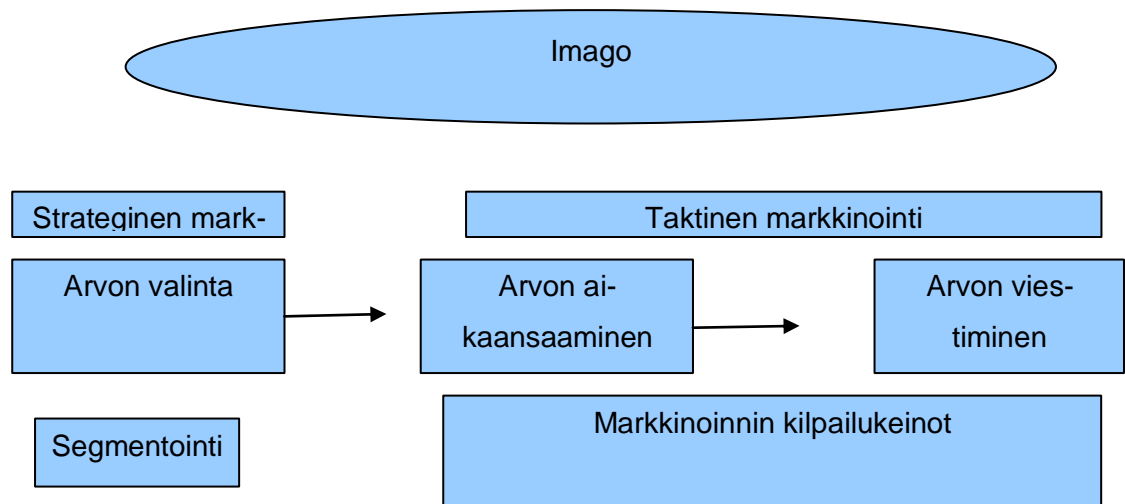 Imago
Strateginen mark-
Taktinen markkinointi
Arvon valinta
Arvon ai-
kaansaaminen
Arvon vies-
timinen
Segmentointi
Markkinoinnin kilpailukeinot